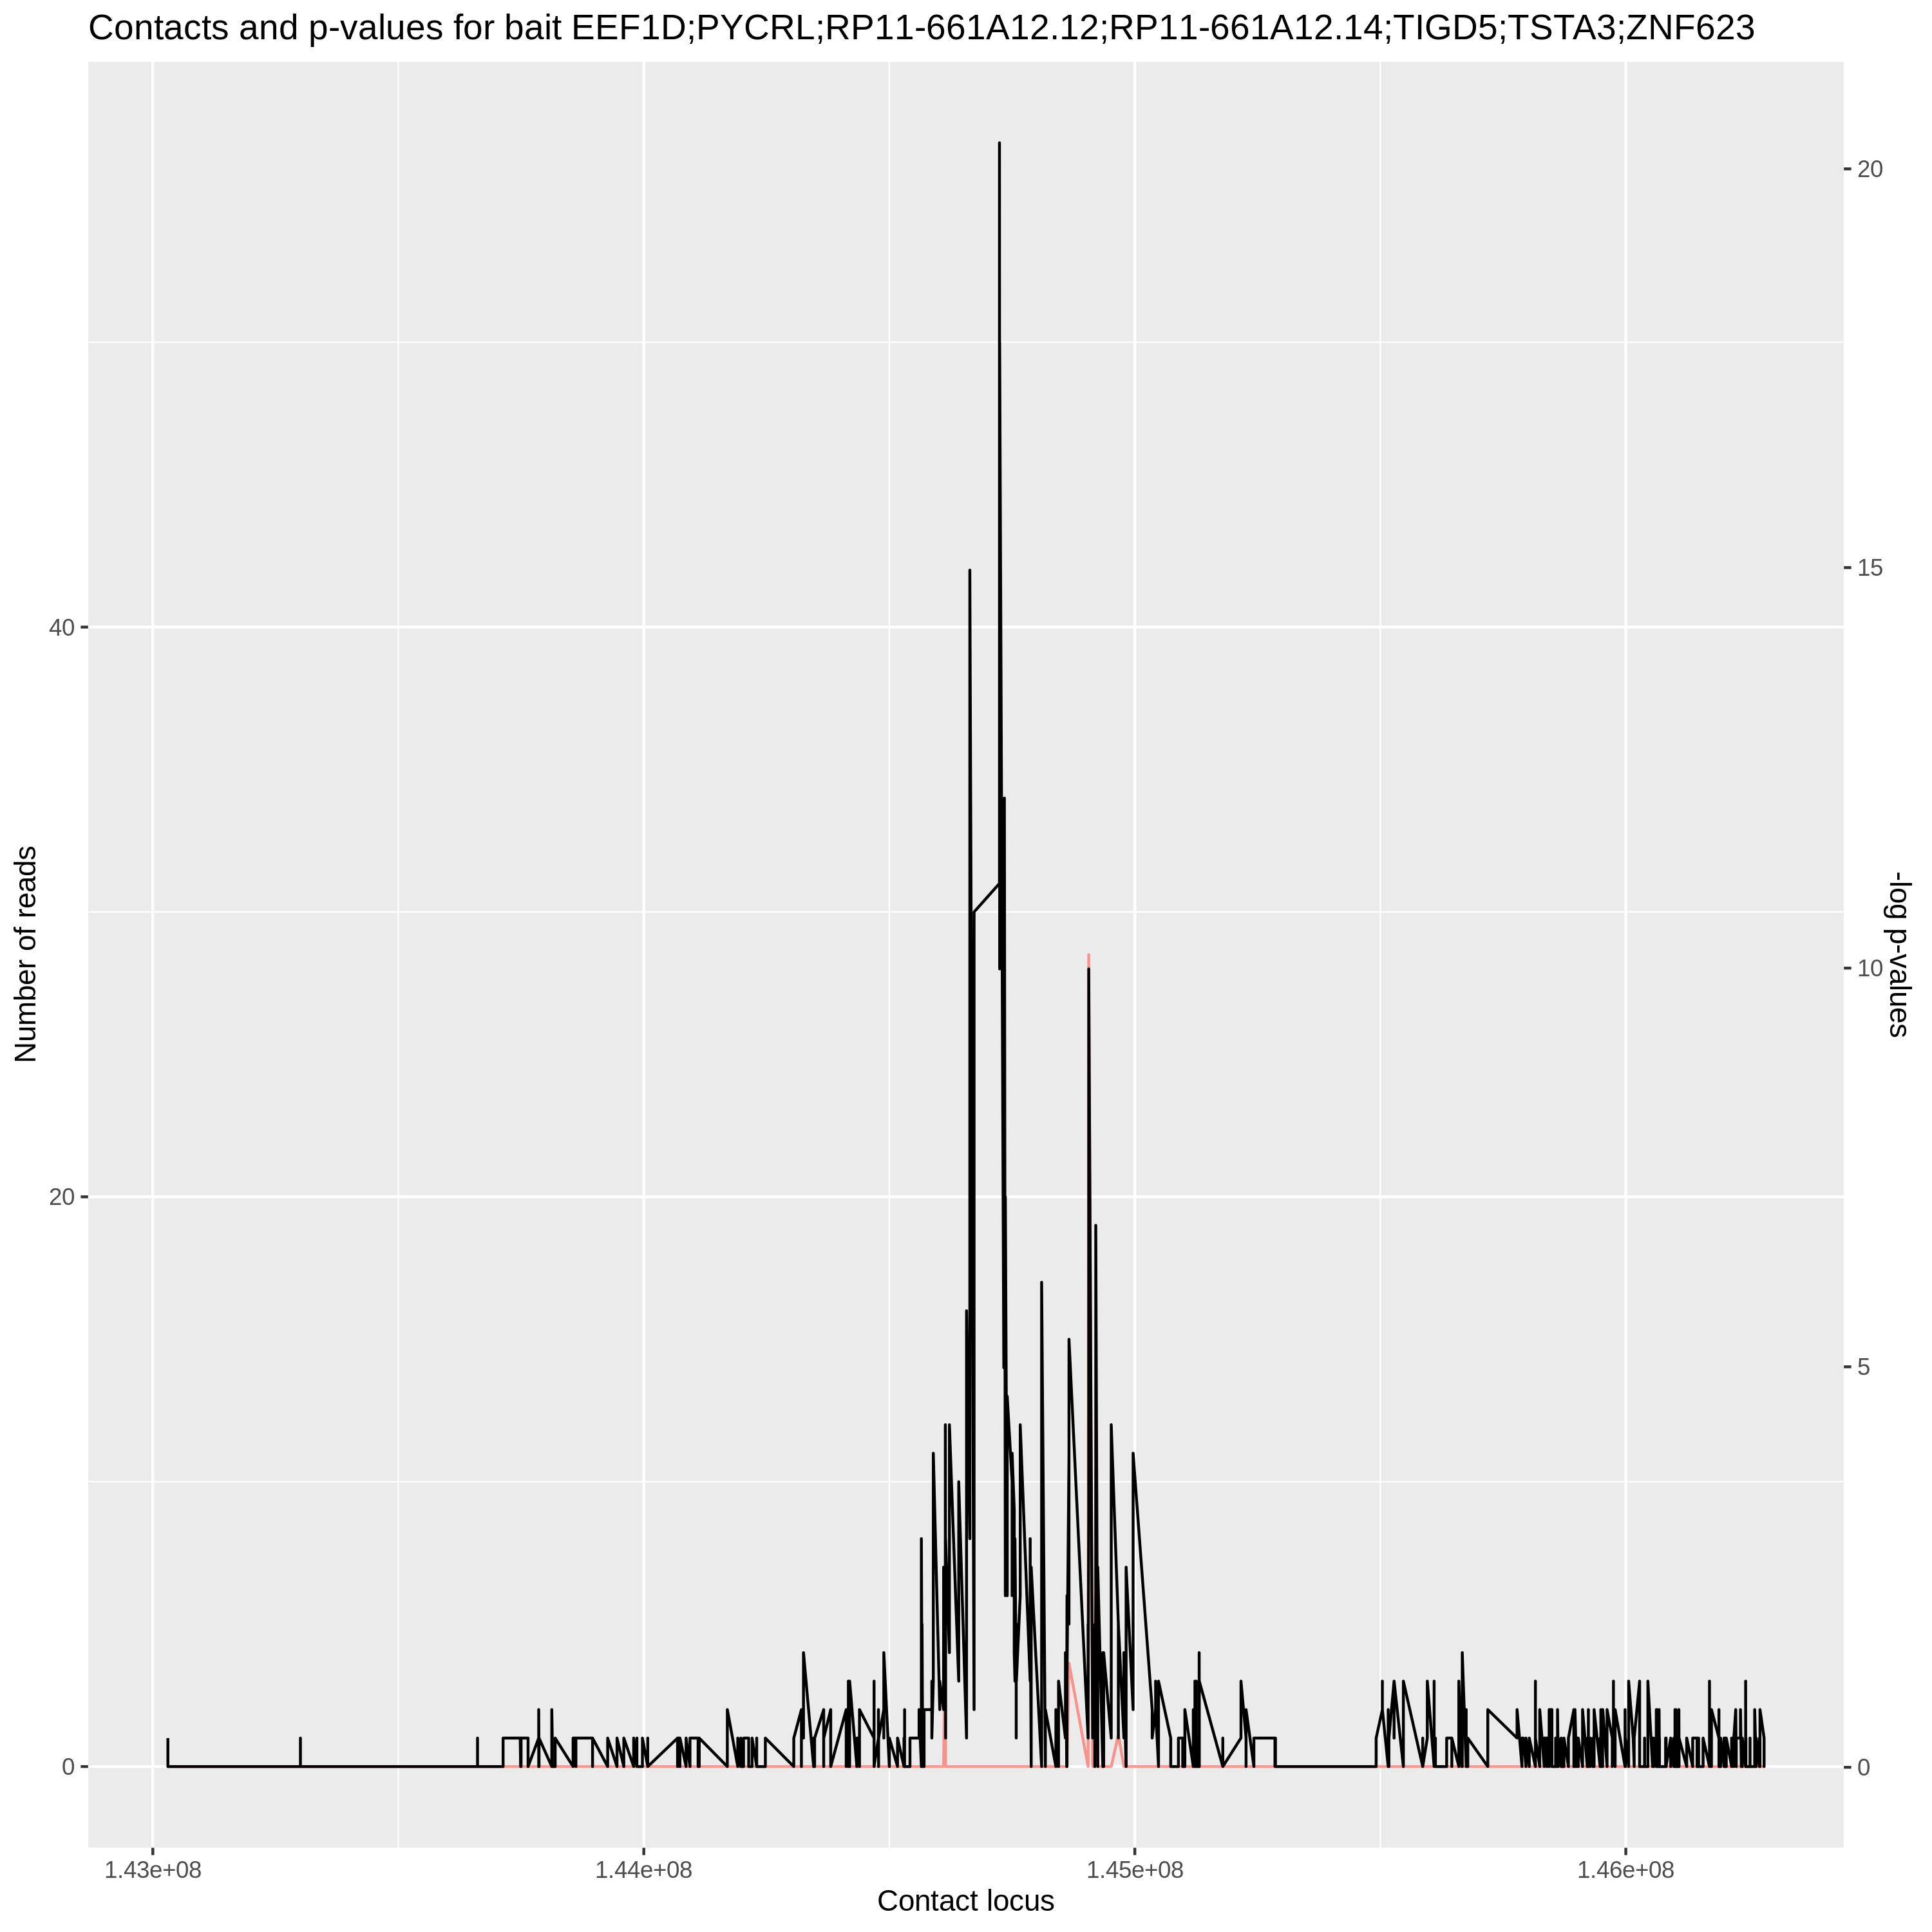 Contacts and p-values for bait EEF1D;PYCRL;RP11-661A12.12;RP11-661A12.14;TIGD5;TSTA3;ZNF623
Number of reads
40
20
0
20
15
10
5
0
-log p-values
1.43e+08
1.44e+08
1.45e+08
1.46e+08
Contact locus